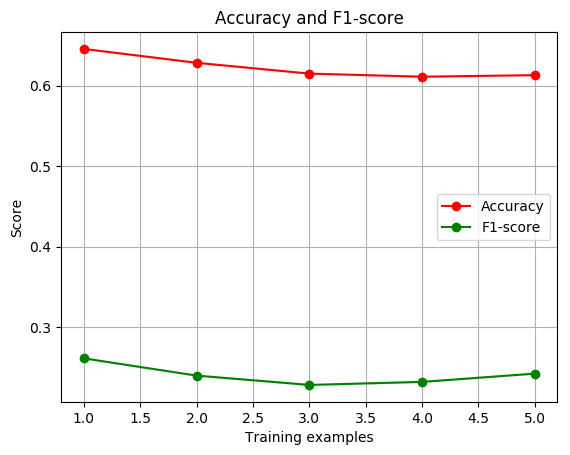 Accuracy and F1-score
0.6
0.5
0.4
0.3
Score
Accuracy
F1-score
1.0 1.5 2.0 2.5 3.0 3.5 4.0 4.5 5.0
Training examples